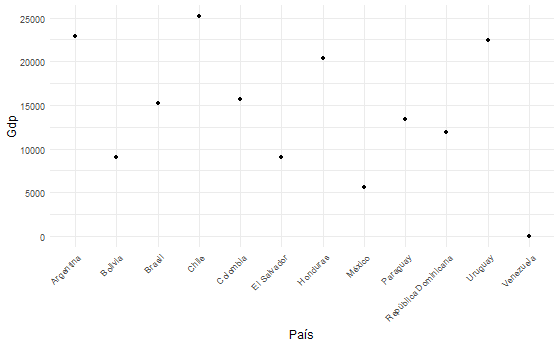 25000
20000
15000
10000
5000
0
Gdp
Argentina
Bolivia
Brasil
Chile
Colombia
El Salvador
Honduras
México
Paraguay
República Dominicana
Uruguay
Venezuela
País